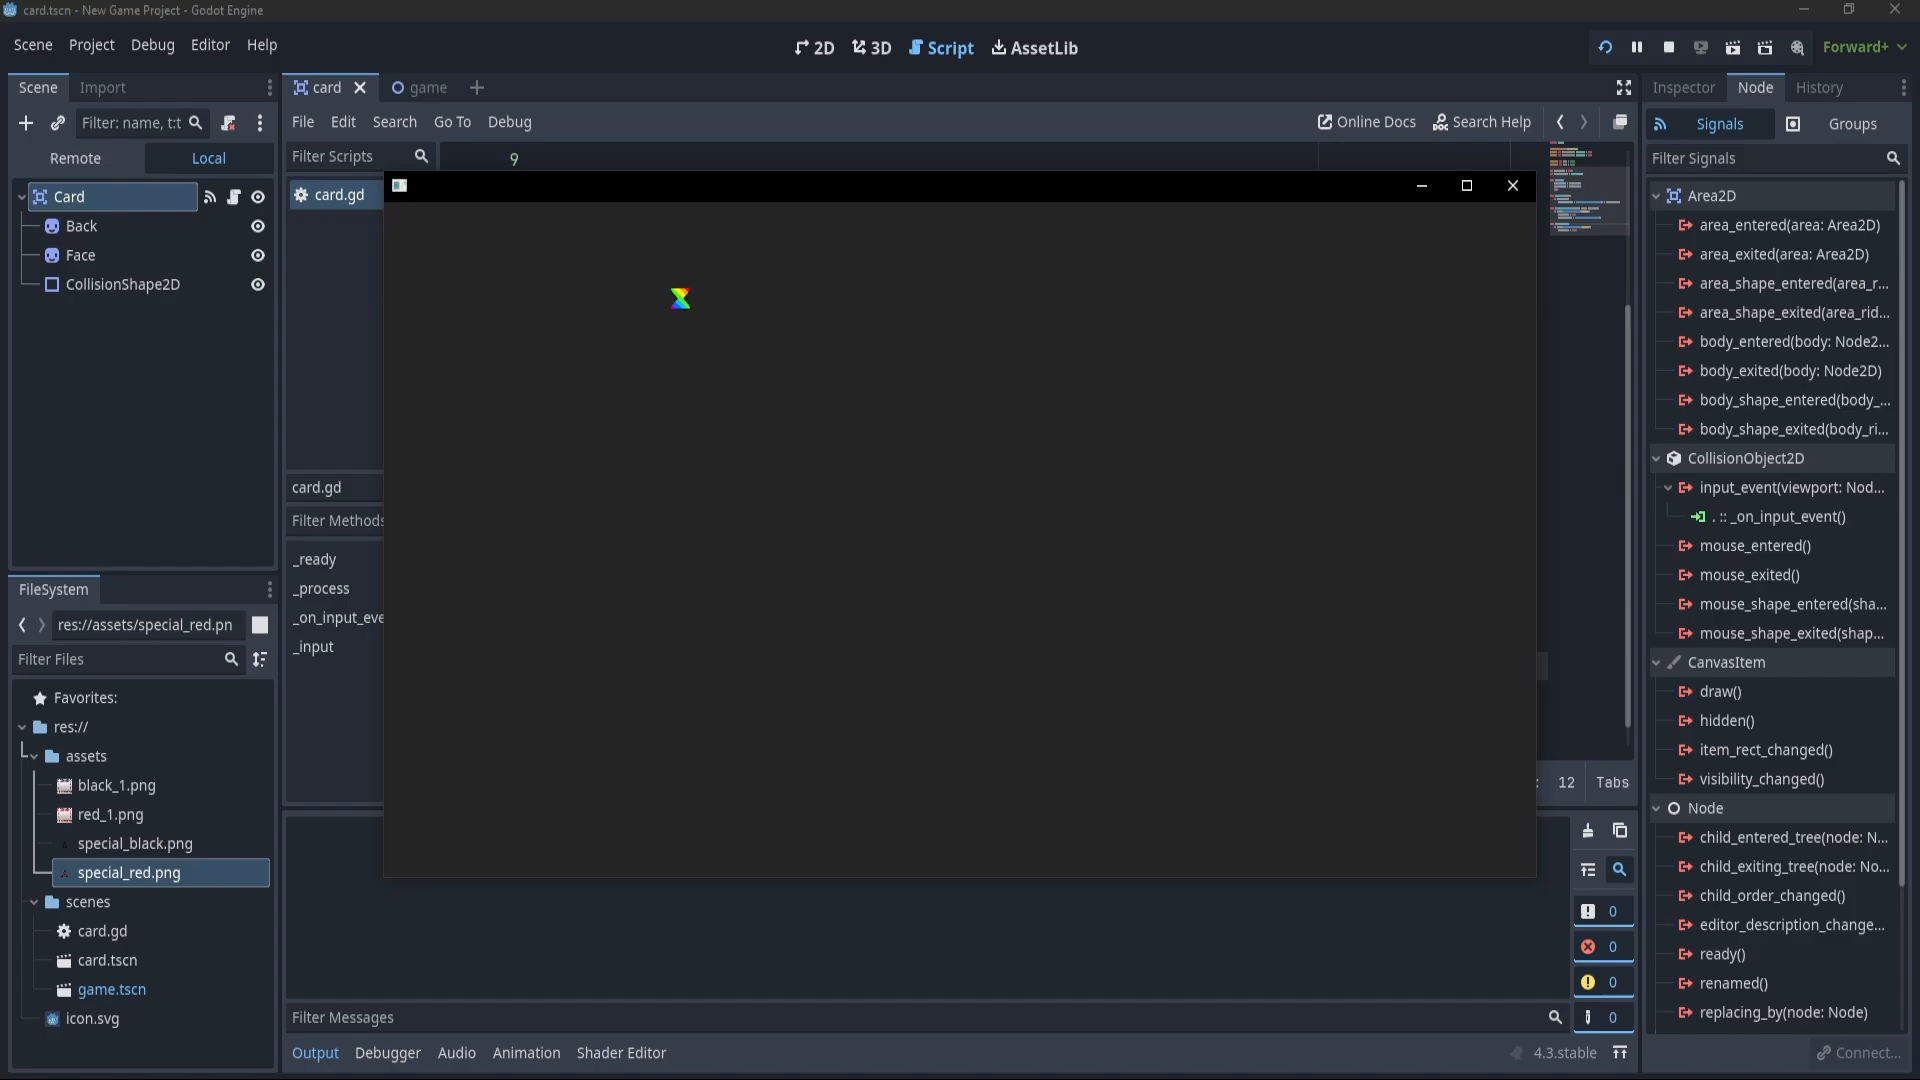 card.tscn - New Game Project - Godot Engine
Scene Project Debug Editor Help
2D 3D Script AssetLib
Forward+
Scene Import
card game
Inspector Node History
Filter: name, t:t
File Edit Search Go To Debug
Online Docs Search Help
Signals Groups
Remote Local
Filter Scripts
9
Filter Signals
Card
Back
Face
CollisionShape2D
card.gd
card.gd
Filter Methods
_ready
_process
_on_input_eve
_input
Area2D
area_entered(area: Area2D)
area_exited(area: Area2D)
area_shape_entered(area_r...
area_shape_exited(area_rid...
body_entered(body: Node2...
body_exited(body: Node2D)
body_shape_entered(body_...
body_shape_exited(body_ri...
CollisionObject2D
input_event(viewport: Nod...
. :: _on_input_event()
mouse_entered()
mouse_exited()
mouse_shape_entered(sha...
mouse_shape_exited(shap...
CanvasItem
draw()
hidden()
item_rect_changed()
visibility_changed()
Node
child_entered_tree(node: N...
child_exiting_tree(node: No...
child_order_changed()
editor_description_change...
ready()
renamed()
replacing_by(node: Node)
Connect...
FileSystem
res://assets/special_red.pn
Filter Files
Favorites:
res://
assets
black_1.png
red_1.png
special_black.png
special_red.png
scenes
card.gd
card.tscn
game.tscn
icon.svg
: 12 Tabs
0
0
0
0
Filter Messages
Output Debugger Audio Animation Shader Editor
4.3.stable